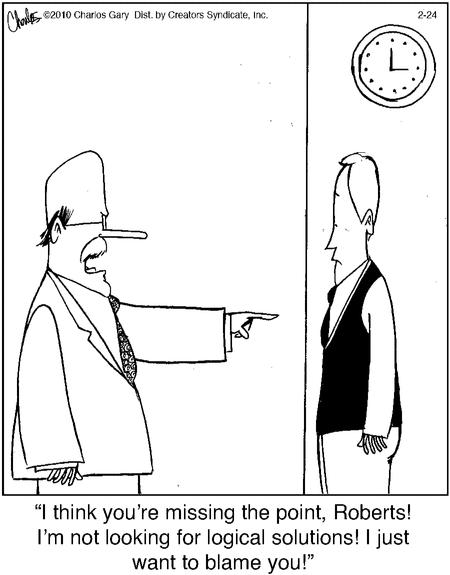 Charlos ©2010 Charlos Gary Dist. by Creators Syndicate, Inc. 2-24
“I think you’re missing the point, Roberts!
I’m not looking for logical solutions! I just
want to blame you!”